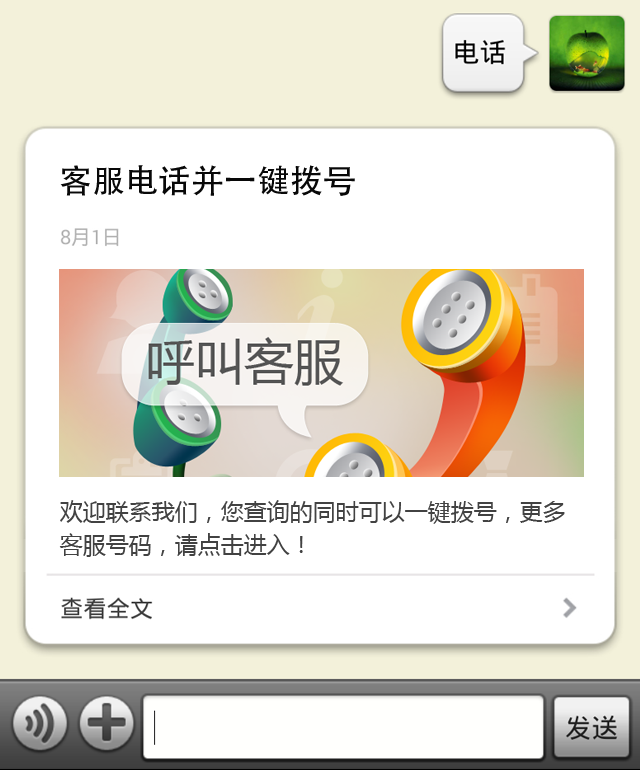 电话
客服电话并一键拨号
8月1日
呼叫客服
欢迎联系我们，您查询的同时可以一键拨号，更多
客服号码，请点击进入！
查看全文
发送